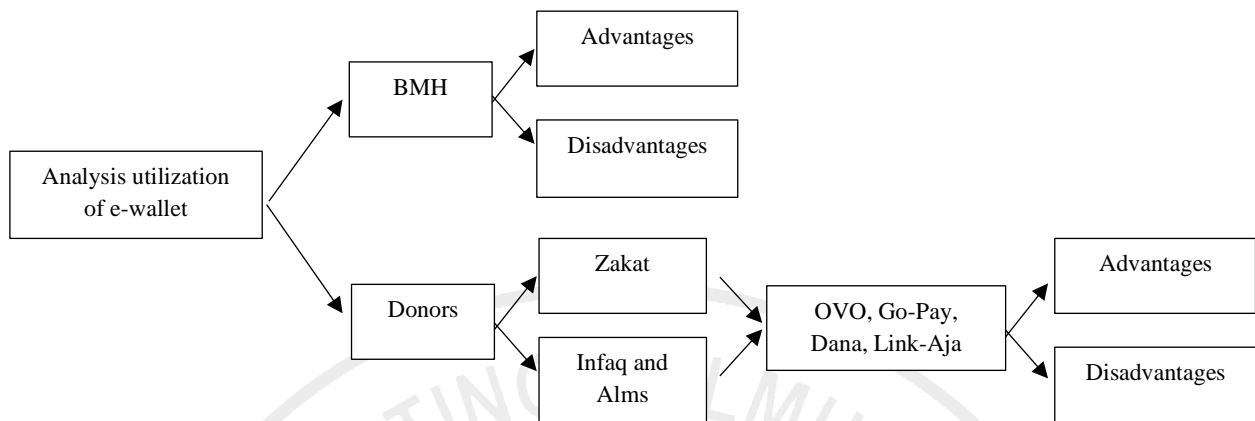 Advantages
BMH
Disadvantages
Analysis utilization
of e-wallet
Zakat
Donors
Infaq and
Alms
OVO, Go-Pay,
Dana, Link-Aja
Advantages
Disadvantages